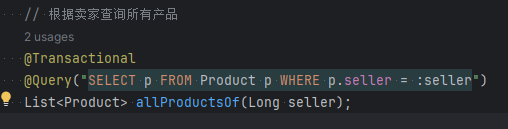 // 根据卖家查询所有产品
2 usages
@Transactional
@Query("SELECT p FROM Product p WHERE p.seller = :seller")
List<Product> allProductsOf(Long seller);